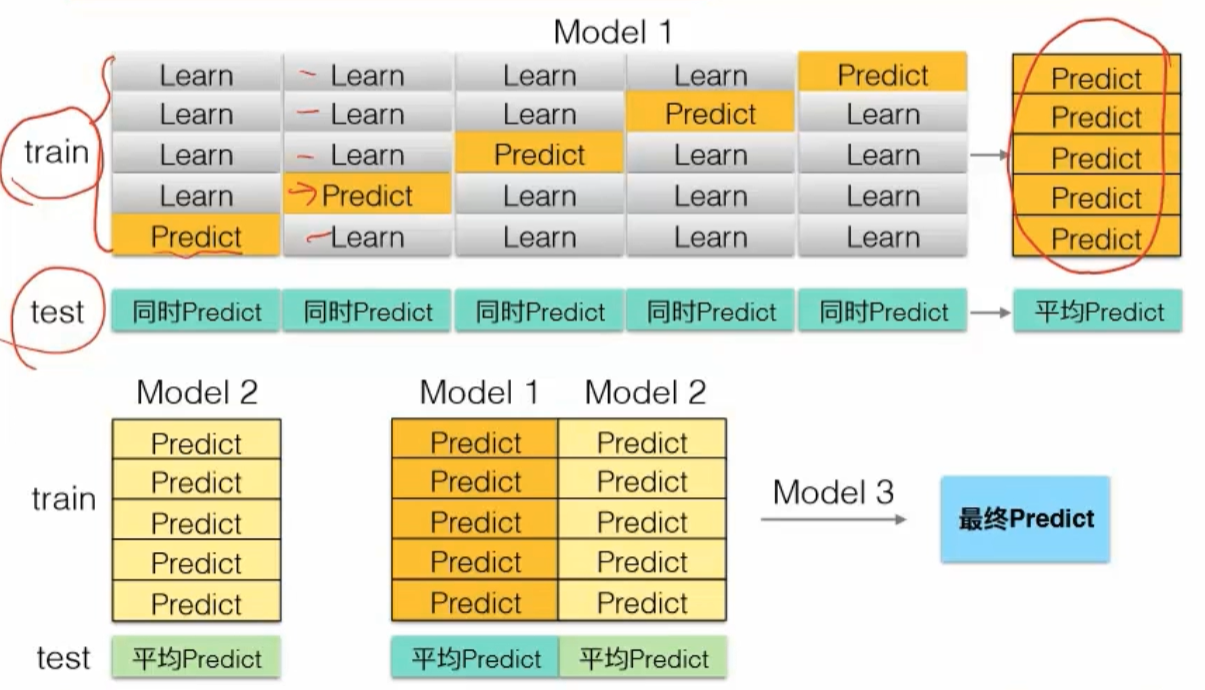 Model 1
Learn Learn Learn Learn Predict Predict
Learn Learn Learn Predict Learn Predict
train Learn Learn Predict Learn Learn Predict
Learn Predict Learn Learn Learn Predict
Predict Learn Learn Learn Learn Predict
test 同时Predict 同时Predict 同时Predict 同时Predict 同时Predict 平均Predict
Model 2 Model 1 Model 2
Predict Predict Predict
Predict Predict Predict
train Predict Predict Predict Model 3 最终Predict
Predict Predict Predict
Predict Predict Predict
test 平均Predict 平均Predict 平均Predict